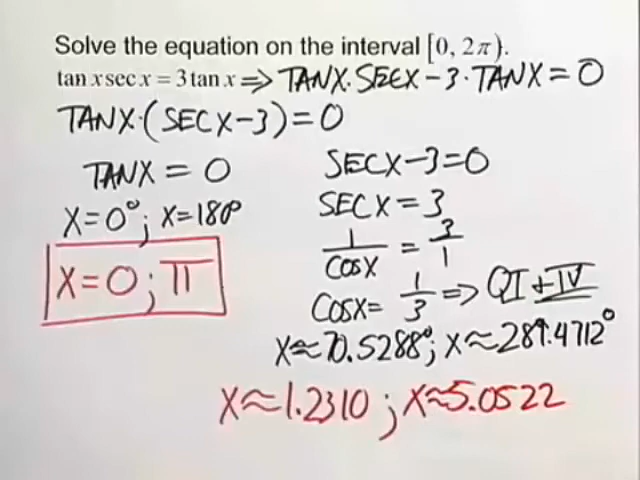 Solve the equation on the interval [0, 2π).
tan x sec x = 3 tan x ⇒ TANX·SECX − 3·TANX = 0
TANX·(SECX−3)=0
TANX = 0
X=0°; X=180°
X=0; π
SECX−3=0
SECX = 3
1/COSX = 3/1
COSX= 1/3 ⇒ QI + IV
X≈70.5288°; X≈289.4712°
X≈1.2310; X≈5.0522